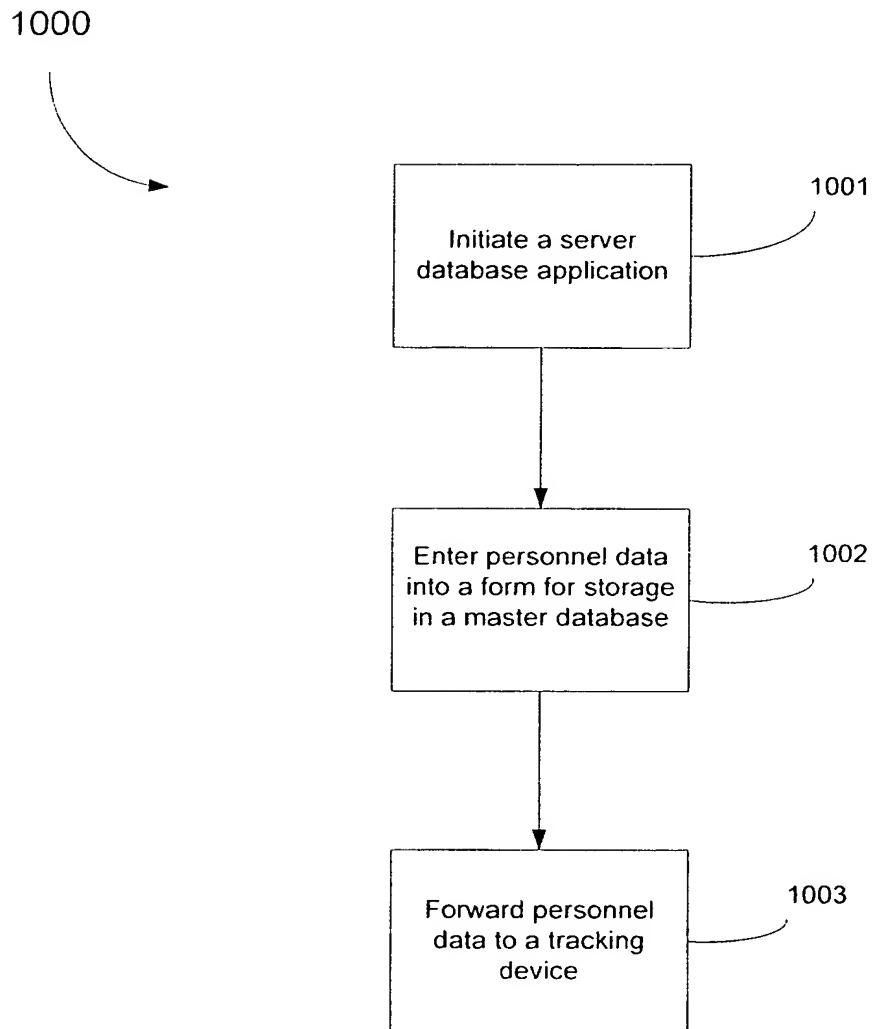 1000
1001
Initiate a server
database application
1002
Enter personnel data
into a form for storage
in a master database
1003
Forward personnel
data to a tracking
device